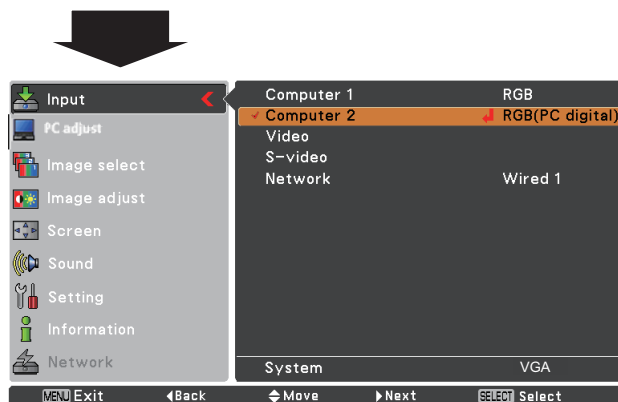 Input
PC adjust
Image select
Image adjust
Screen
Sound
Setting
Information
Network
Computer 1 RGB
Computer 2 RGB(PC digital)
Video
S-video
Network Wired 1
System VGA
MENU Exit Back Move Next SELECT Select